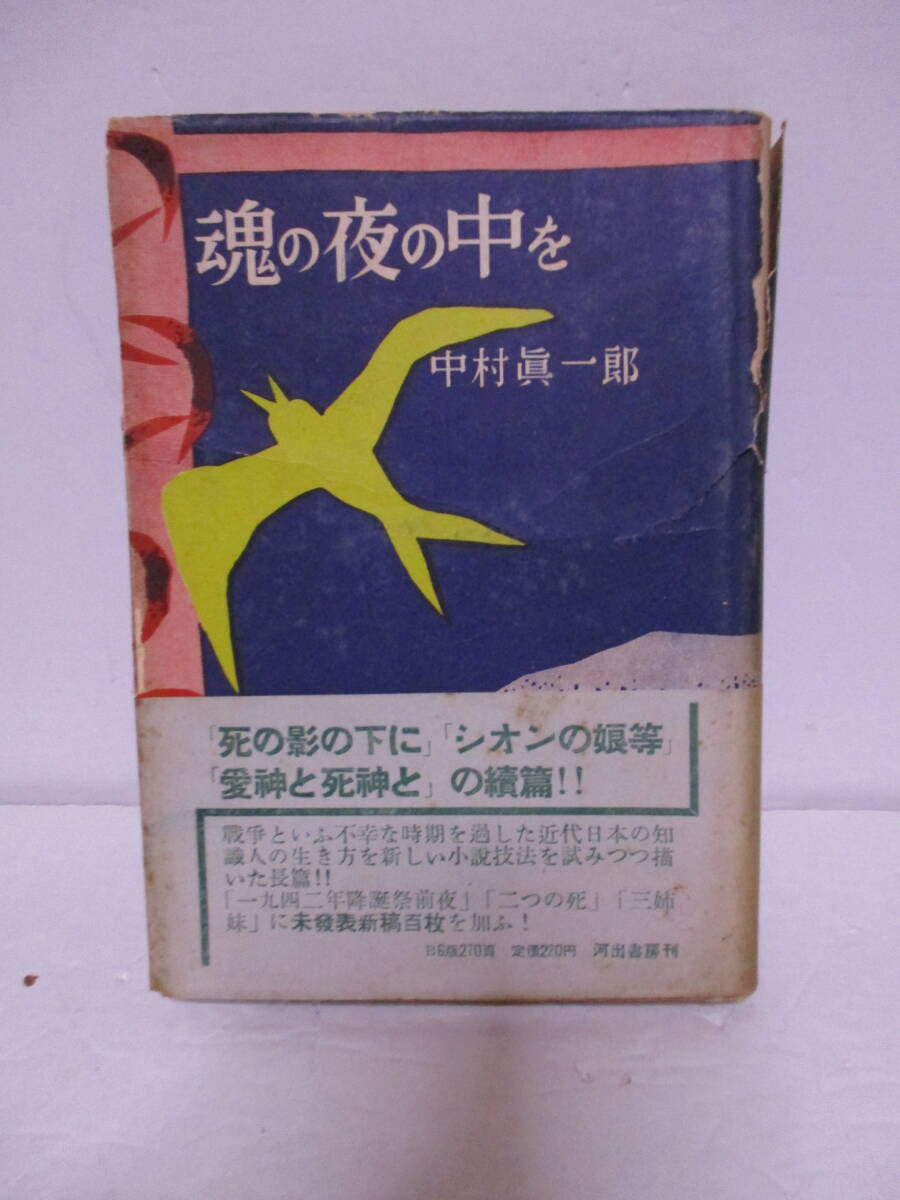 魂の夜の中を
中村眞一郎
「死の影の下に」「シオンの娘等」
「愛神と死神と」の續篇！！
戰爭といふ不幸な時期を過した近代日本の知
識人の生き方を新しい小說技法を試みつつ描
いた長篇！！
「一九四二年降誕祭前夜」「二つの死」「三姉
妹」に未發表新稿百枚を加ふ！
B6版270頁 定價220円 河出書房刊